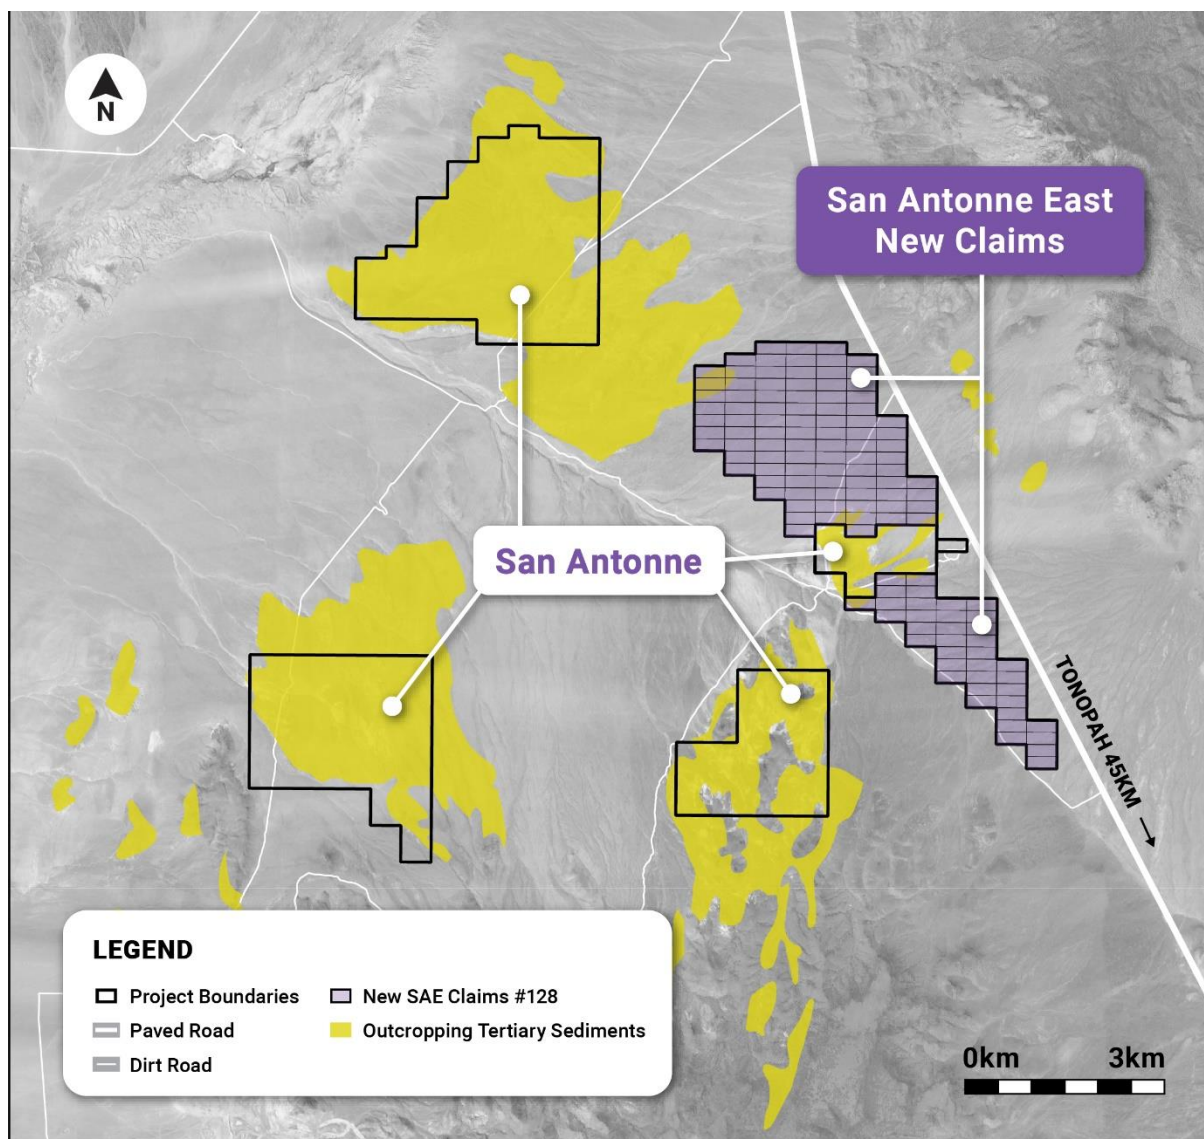 N
San Antonne East
New Claims
San Antonne
TONOPAH 45KM
LEGEND
Project Boundaries
Paved Road
Dirt Road
New SAE Claims #128
Outcropping Tertiary Sediments
0km 3km